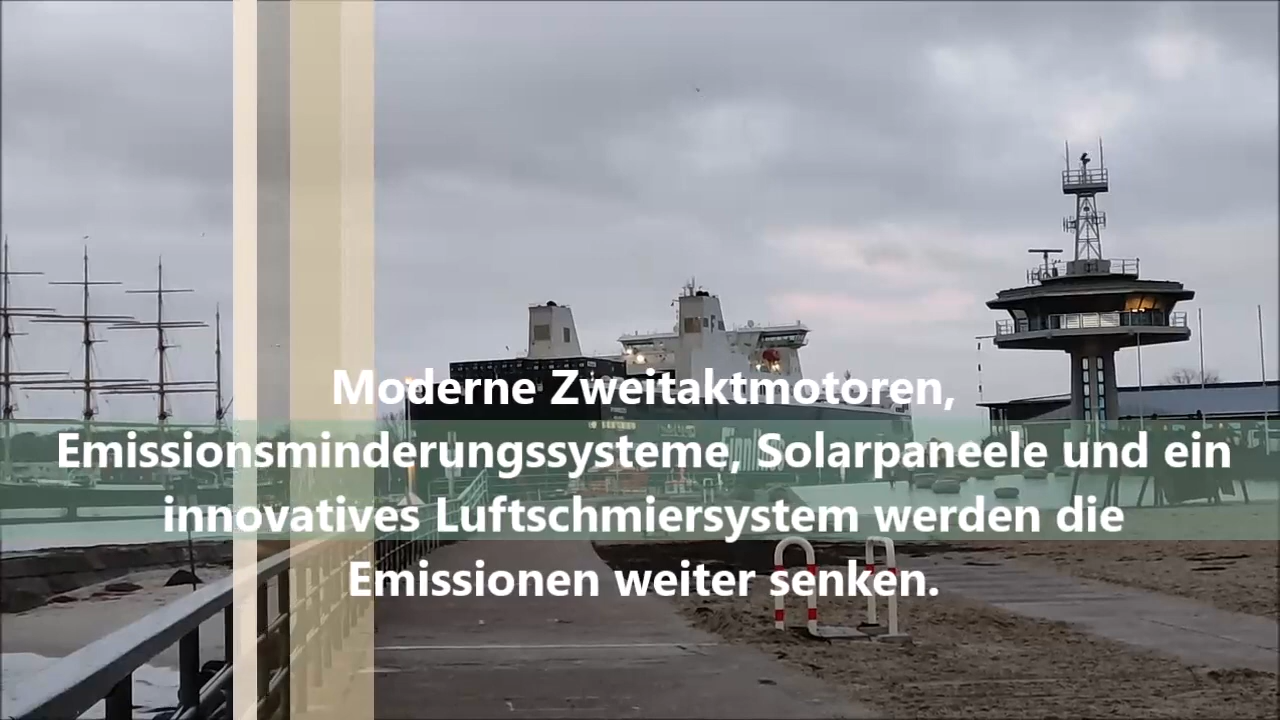 Moderne Zweitaktmotoren,
Emissionsminderungssysteme, Solarpaneele und ein
innovatives Luftschmiersystem werden die
Emissionen weiter senken.